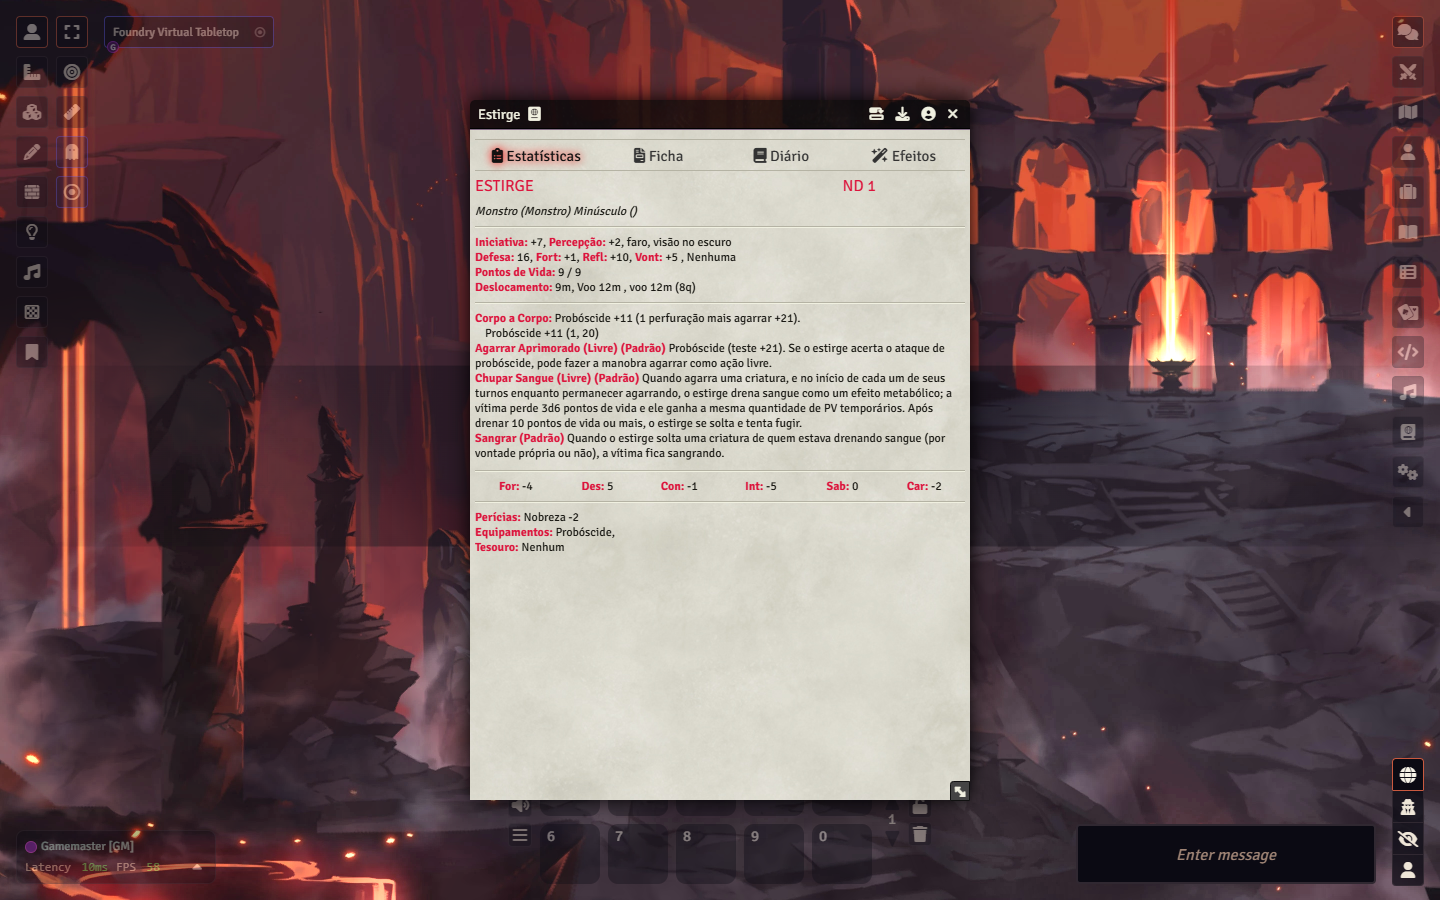 Foundry Virtual Tabletop
G
Estirge
Estatísticas
Ficha
Diário
Efeitos
ESTIRGE
ND 1
Monstro (Monstro) Minúsculo ()
Iniciativa: +7, Percepção: +2, faro, visão no escuro
Defesa: 16, Fort: +1, Refl: +10, Vont: +5 , Nenhuma
Pontos de Vida: 9 / 9
Deslocamento: 9m, Voo 12m , voo 12m (8q)
Corpo a Corpo: Probóscide +11 (1 perfuração mais agarrar +21).
Probóscide +11 (1, 20)
Agarrar Aprimorado (Livre) (Padrão) Probóscide (teste +21). Se o estirge acerta o ataque de
probóscide, pode fazer a manobra agarrar como ação livre.
Chupar Sangue (Livre) (Padrão) Quando agarra uma criatura, e no início de cada um de seus
turnos enquanto permanecer agarrando, o estirge drena sangue como um efeito metabólico; a
vítima perde 3d6 pontos de vida e ele ganha a mesma quantidade de PV temporários. Após
drenar 10 pontos de vida ou mais, o estirge se solta e tenta fugir.
Sangrar (Padrão) Quando o estirge solta uma criatura de quem estava drenando sangue (por
vontade própria ou não), a vítima fica sangrando.
For: -4 Des: 5 Con: -1 Int: -5 Sab: 0 Car: -2
Perícias: Nobreza -2
Equipamentos: Probóscide,
Tesouro: Nenhum
6 7 8 9 0
1
Gamemaster [GM]
Latency 10ms FPS 58
Enter message